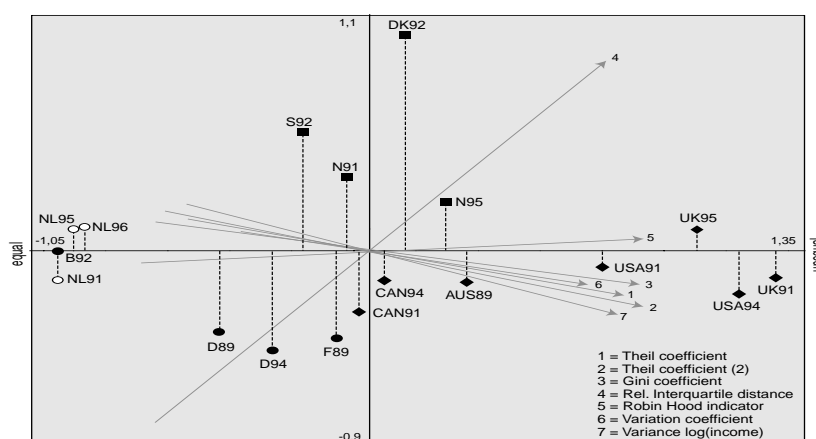 1,1
DK92
4
S92
N91
N95
NL95
NL96
UK95
-1,05
1,35
5
equal
B92
NL91
USA91
CAN94
AUS89
6
3
1
2
7
UK91
USA94
CAN91
D89
D94
F89
1 = Theil coefficient
2 = Theil coefficient (2)
3 = Gini coefficient
4 = Rel. Interquartile distance
5 = Robin Hood indicator
6 = Variation coefficient
7 = Variance log(income)
-0,9